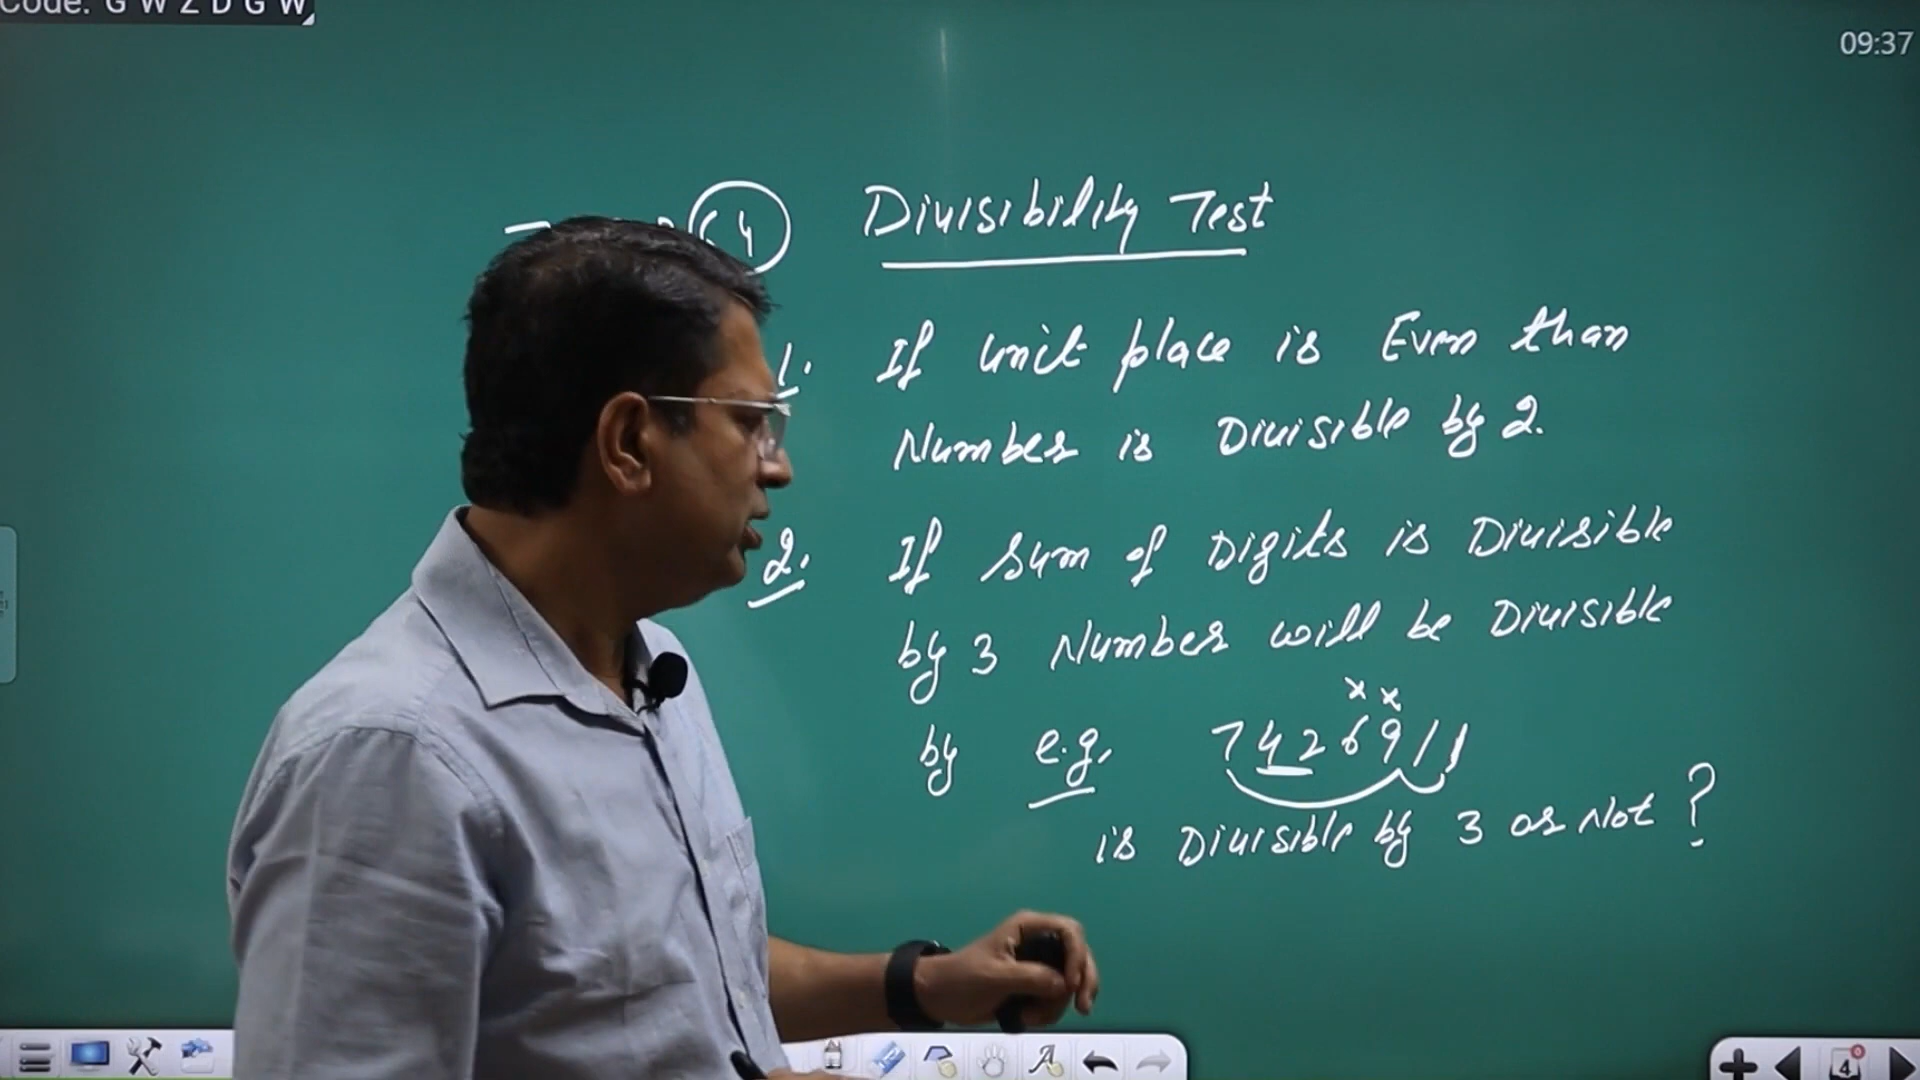 Code: G W Z D G W
09:37
4 Divisibility Test
1. If unit place is Even than
Number is Divisible by 2.
2. If sum of Digits is Divisible
by 3 Number will be Divisible
x x
by e.g. 7426911
is Divisible by 3 or Not ?
4